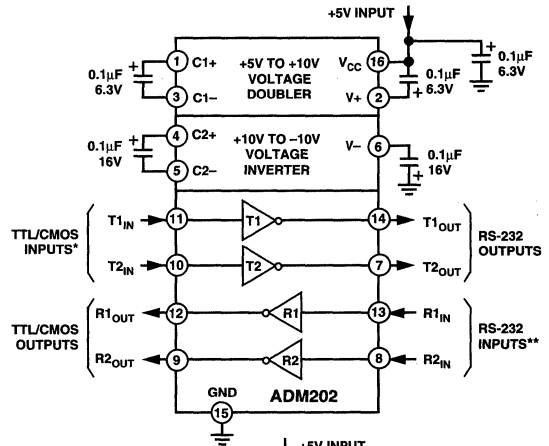 +5V INPUT
1 C1+
+5V TO +10V
VOLTAGE
DOUBLER
VCC 16
0.1µF
6.3V
+
3 C1–
V+ 2
+
0.1µF
6.3V
+
0.1µF
6.3V
4 C2+
+10V TO –10V
VOLTAGE
INVERTER
V– 6
0.1µF
16V
+
5 C2–
0.1µF
16V
+
TTL/CMOS
INPUTS*
T1IN 11 T1 14 T1OUT
T2IN 10 T2 7 T2OUT
RS-232
OUTPUTS
TTL/CMOS
OUTPUTS
R1OUT 12 R1 13 R1IN
R2OUT 9 R2 8 R2IN
RS-232
INPUTS**
GND
15
ADM202
+5V INPUT